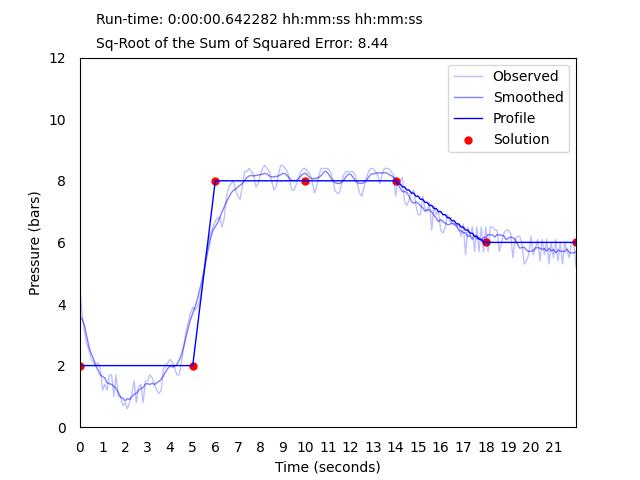 Run-time: 0:00:00.642282 hh:mm:ss hh:mm:ss
Sq-Root of the Sum of Squared Error: 8.44
Observed
Smoothed
Profile
Solution
12
10
8
6
4
2
0
Pressure (bars)
0 1 2 3 4 5 6 7 8 9 10 11 12 13 14 15 16 17 18 19 20 21
Time (seconds)